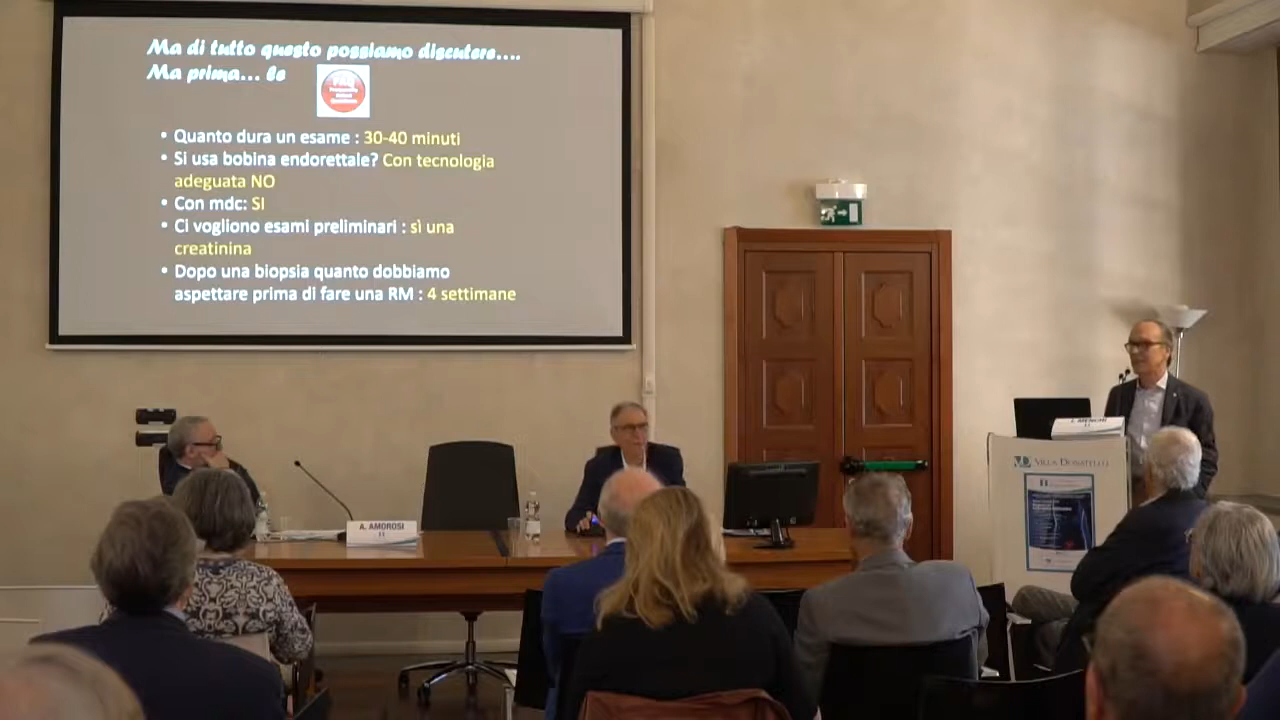 Ma di tutto questo possiamo discutere....
Ma prima... le
FAQ
• Quanto dura un esame : 30-40 minuti
• Si usa bobina endorettale? Con tecnologia
adeguata NO
• Con mdc: SI
• Ci vogliono esami preliminari : sì una
creatinina
• Dopo una biopsia quanto dobbiamo
aspettare prima di fare una RM : 4 settimane
A. AMOROSI
VILLA DONATELLO